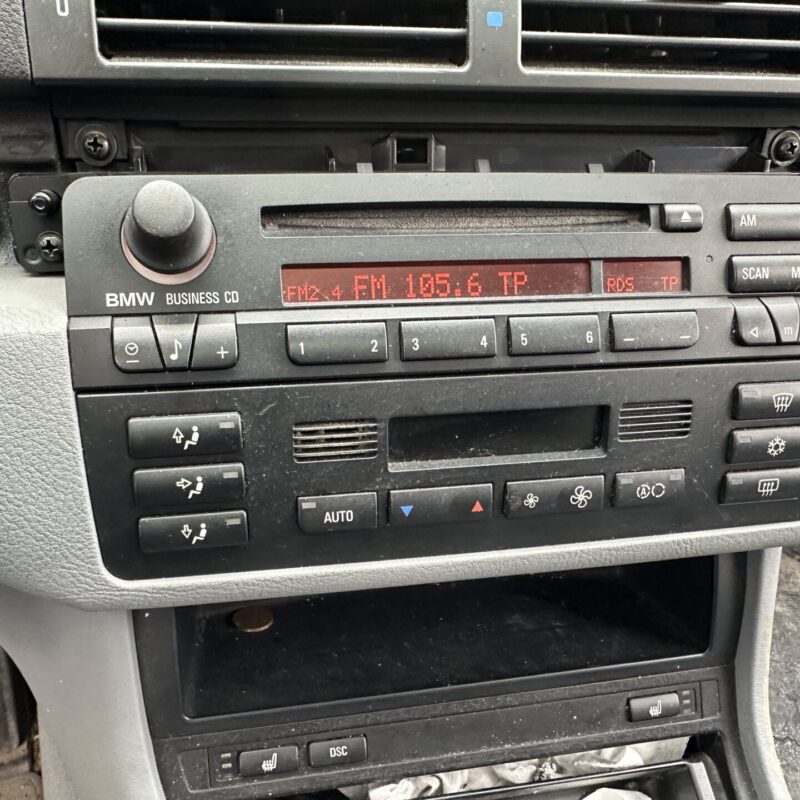 AM
FM2 4 FM 105.6 TP RDS TP
SCAN
BMW BUSINESS CD
1 2 3 4 5 6
m
AUTO
DSC